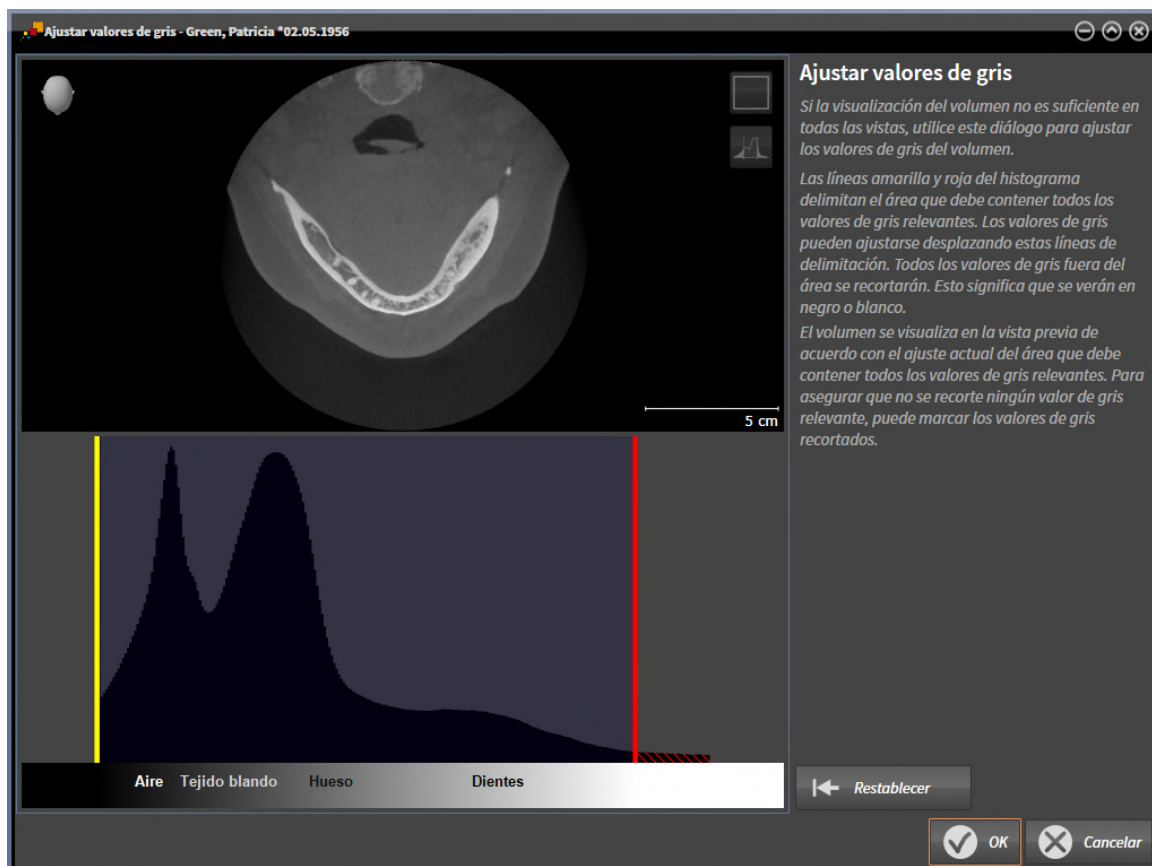 Ajustar valores de gris - Green, Patricia *02.05.1956
5 cm
Aire Tejido blando Hueso Dientes
Ajustar valores de gris
Si la visualización del volumen no es suficiente en
todas las vistas, utilice este diálogo para ajustar
los valores de gris del volumen.
Las líneas amarilla y roja del histograma
delimitan el área que debe contener todos los
valores de gris relevantes. Los valores de gris
pueden ajustarse desplazando estas líneas de
delimitación. Todos los valores de gris fuera del
área se recortarán. Esto significa que se verán en
negro o blanco.
El volumen se visualiza en la vista previa de
acuerdo con el ajuste actual del área que debe
contener todos los valores de gris relevantes. Para
asegurar que no se recorte ningún valor de gris
relevante, puede marcar los valores de gris
recortados.
Restablecer
OK Cancelar